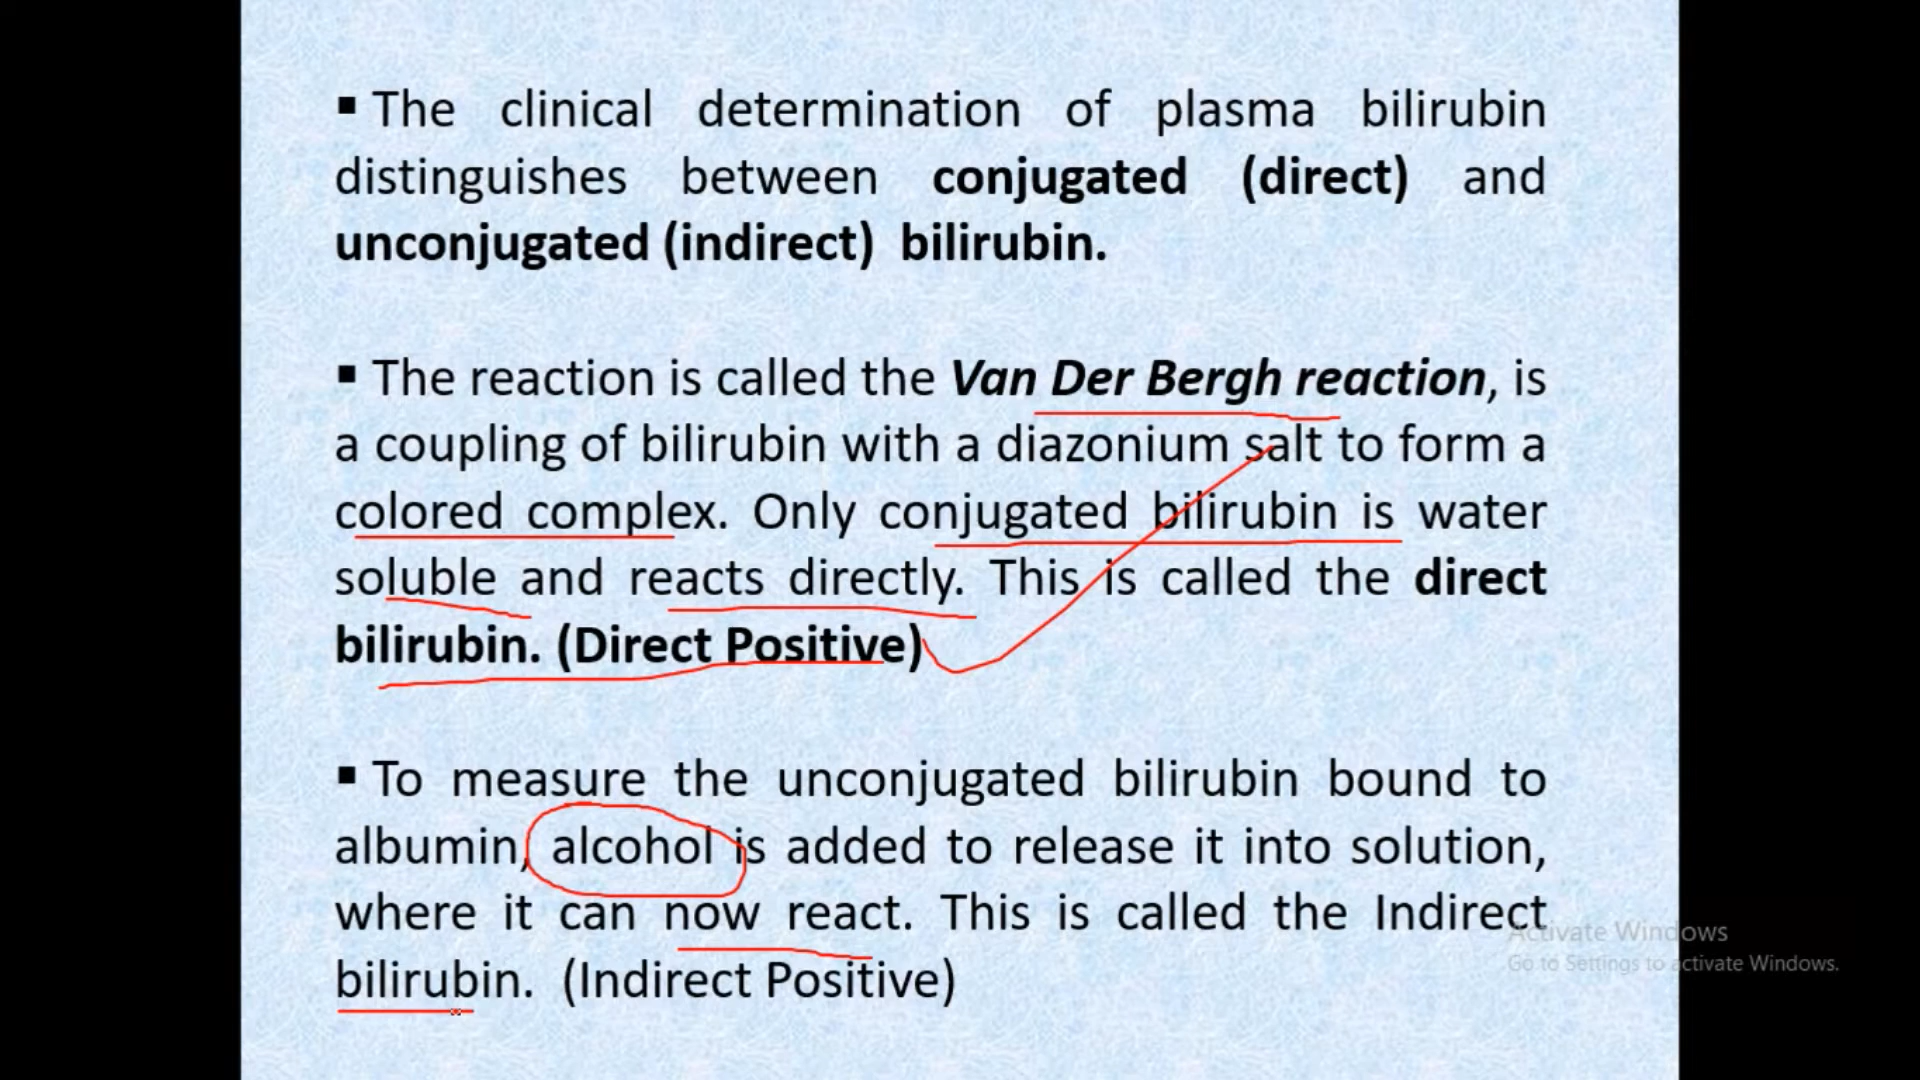 ▪ The clinical determination of plasma bilirubin
distinguishes between conjugated (direct) and
unconjugated (indirect) bilirubin.
▪ The reaction is called the Van Der Bergh reaction, is
a coupling of bilirubin with a diazonium salt to form a
colored complex. Only conjugated bilirubin is water
soluble and reacts directly. This is called the direct
bilirubin. (Direct Positive)
▪ To measure the unconjugated bilirubin bound to
albumin, alcohol is added to release it into solution,
where it can now react. This is called the Indirect
bilirubin. (Indirect Positive)
Activate Windows
Go to Settings to activate Windows.